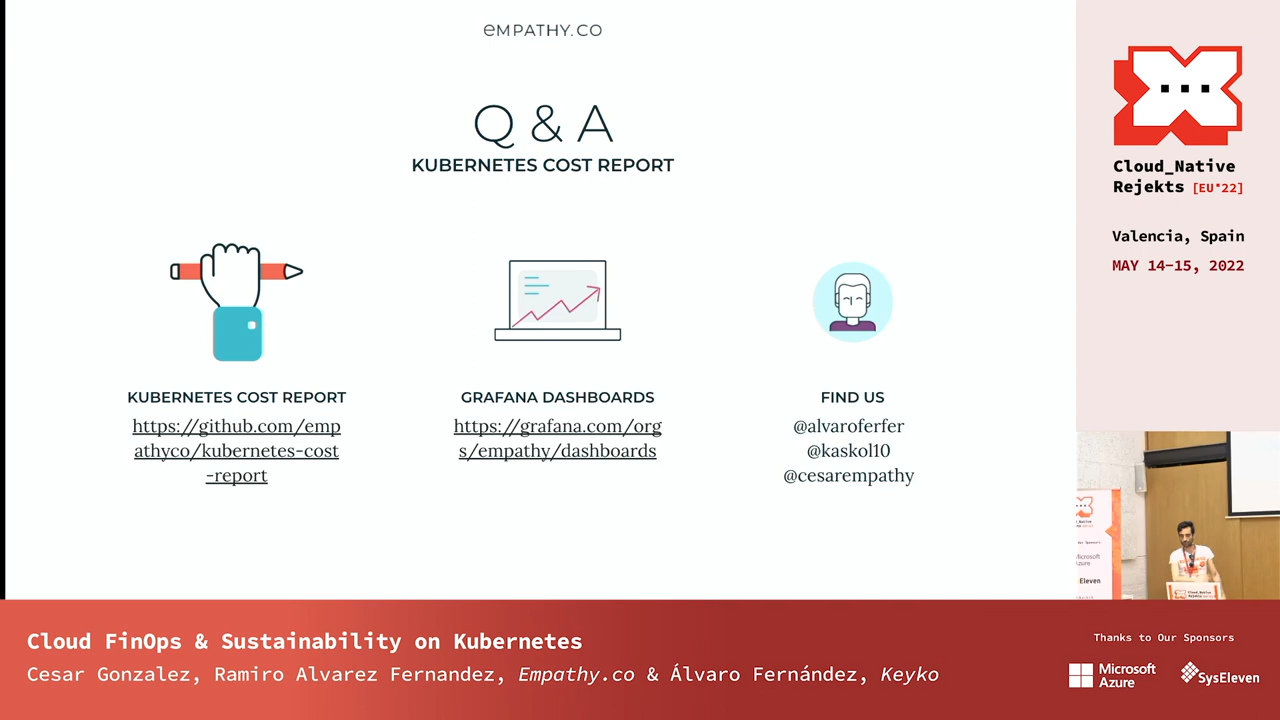 eMPATHY.CO
Q & A
KUBERNETES COST REPORT
KUBERNETES COST REPORT
https://github.com/emp
athyco/kubernetes-cost
-report
GRAFANA DASHBOARDS
https://grafana.com/org
s/empathy/dashboards
FIND US
@alvaroferfer
@kaskol10
@cesarempathy
Cloud_Native
Rejekts [EU*22]
Valencia, Spain
MAY 14-15, 2022
Microsoft
Azure
Eleven
Cloud FinOps & Sustainability on Kubernetes
Cesar Gonzalez, Ramiro Alvarez Fernandez, Empathy.co & Álvaro Fernández, Keyko
Thanks to Our Sponsors
Microsoft
Azure
SysEleven